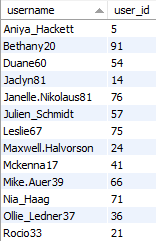 username user_id
Aniya_Hackett 5
Bethany20 91
Duane60 54
Jaclyn81 14
Janelle.Nikolaus81 76
Julien_Schmidt 57
Leslie67 75
Maxwell.Halvorson 24
Mckenna17 41
Mike.Auer39 66
Nia_Haag 71
Ollie_Ledner37 36
Rocio33 21